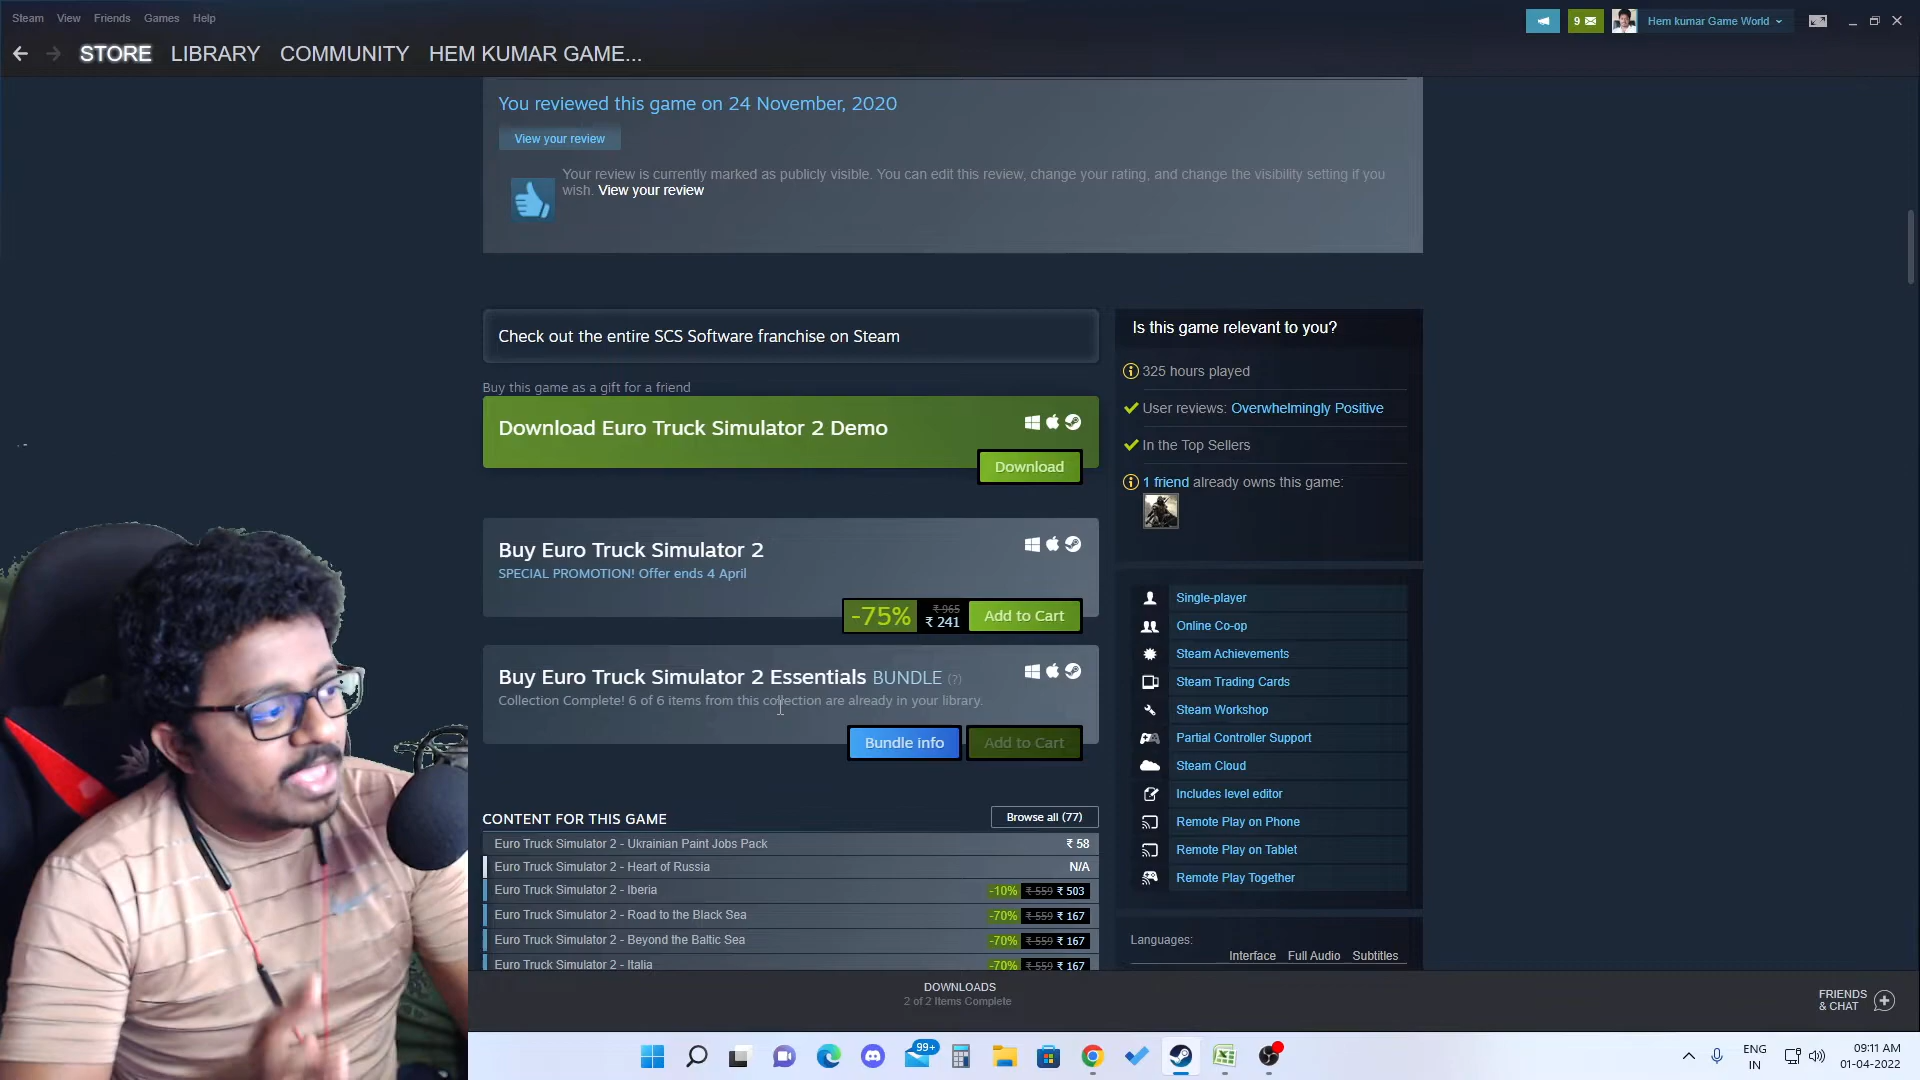 Steam View Friends Games Help
9
Hem kumar Game World
STORE LIBRARY COMMUNITY HEM KUMAR GAME...
You reviewed this game on 24 November, 2020
View your review
Your review is currently marked as publicly visible. You can edit this review, change your rating, and change the visibility setting if you
wish. View your review
Check out the entire SCS Software franchise on Steam
Buy this game as a gift for a friend
Download Euro Truck Simulator 2 Demo
Download
Buy Euro Truck Simulator 2
SPECIAL PROMOTION! Offer ends 4 April
-75% ₹ 965 ₹ 241 Add to Cart
Buy Euro Truck Simulator 2 Essentials BUNDLE (?)
Collection Complete! 6 of 6 items from this collection are already in your library.
Bundle info Add to Cart
CONTENT FOR THIS GAME Browse all (77)
Euro Truck Simulator 2 - Ukrainian Paint Jobs Pack ₹ 58
Euro Truck Simulator 2 - Heart of Russia N/A
Euro Truck Simulator 2 - Iberia -10% ₹ 559 ₹ 503
Euro Truck Simulator 2 - Road to the Black Sea -70% ₹ 559 ₹ 167
Euro Truck Simulator 2 - Beyond the Baltic Sea -70% ₹ 559 ₹ 167
Euro Truck Simulator 2 - Italia -70% ₹ 559 ₹ 167
Is this game relevant to you?
325 hours played
User reviews: Overwhelmingly Positive
In the Top Sellers
1 friend already owns this game:
Single-player
Online Co-op
Steam Achievements
Steam Trading Cards
Steam Workshop
Partial Controller Support
Steam Cloud
Includes level editor
Remote Play on Phone
Remote Play on Tablet
Remote Play Together
Languages:
Interface Full Audio Subtitles
DOWNLOADS
2 of 2 Items Complete
FRIENDS
& CHAT
99+
ENG
IN
09:11 AM
01-04-2022